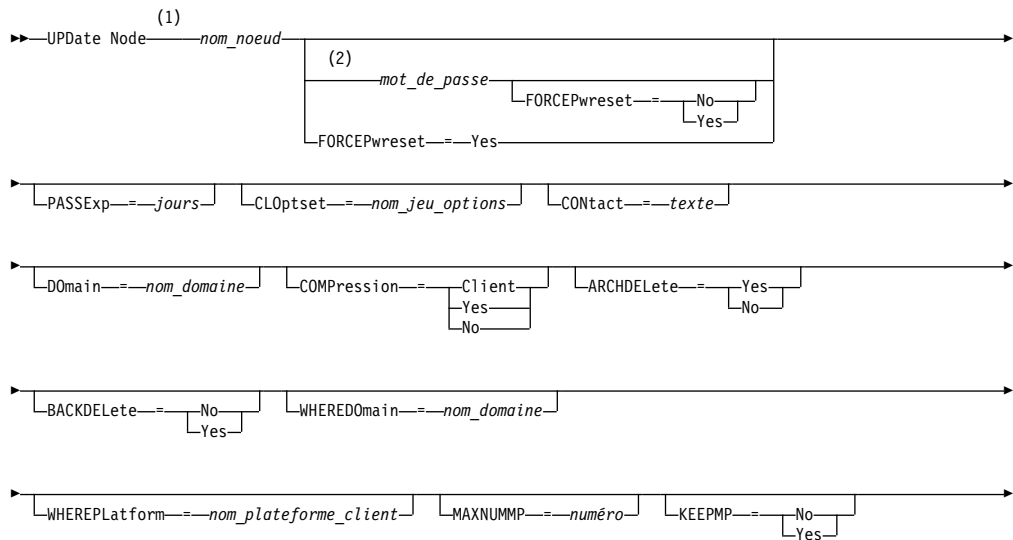 (1)
►►─UPDate Node─nom_noeud─►
(2)
mot_de_passe
FORCEPwreset─=─No
Yes
FORCEPwreset─=─Yes
►─PASSExp─=─jours─CLOptset─=─nom_jeu_options─CONtact─=─texte─►
►─DOmain─=─nom_domaine─COMPression─=─Client─ARCHDELete─=─Yes─►
Yes No
No
►─BACKDELete─=─No─WHEREDOmain─=─nom_domaine─►
Yes
►─WHEREPLatform─=─nom_plateforme_client─MAXNUMMP─=─numéro─KEEPMP─=─No─►
Yes